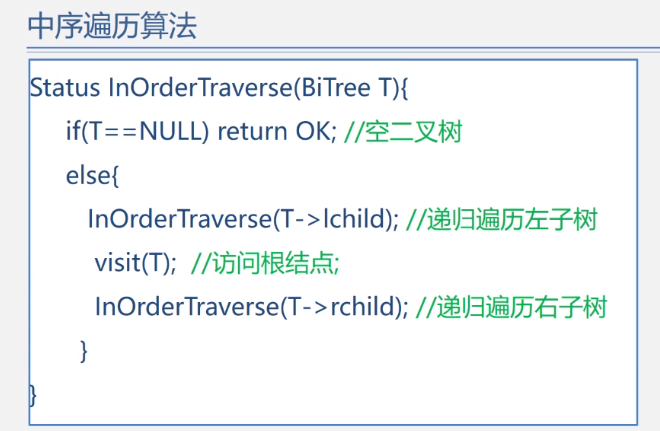 中序遍历算法
Status InOrderTraverse(BiTree T){
if(T==NULL) return OK; //空二叉树
else{
InOrderTraverse(T->lchild); //递归遍历左子树
visit(T); //访问根结点;
InOrderTraverse(T->rchild); //递归遍历右子树
}
}